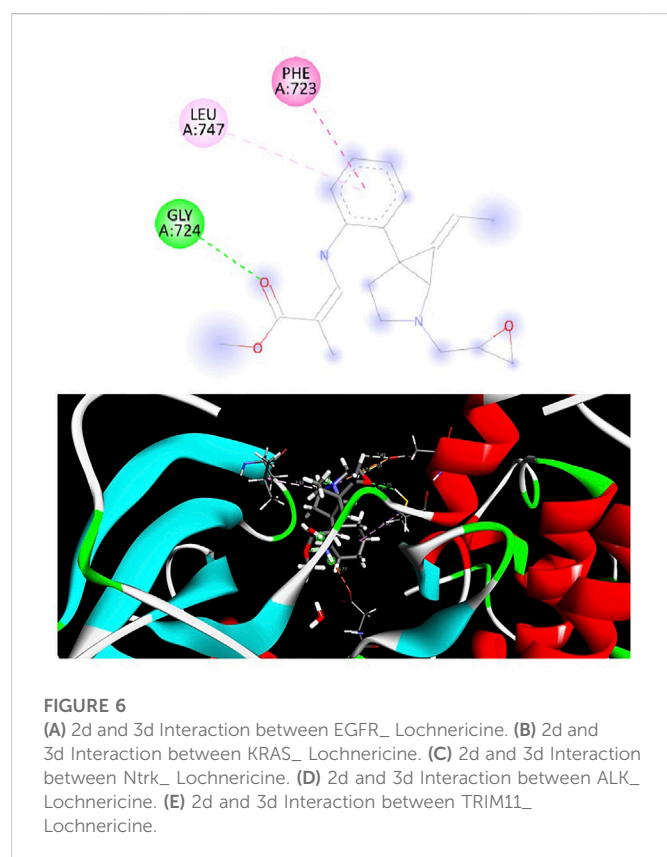 PHE
A:723
LEU
A:747
GLY
A:724
O
N
O
N
O
FIGURE 6
(A) 2d and 3d Interaction between EGFR_ Lochnericine. (B) 2d and
3d Interaction between KRAS_ Lochnericine. (C) 2d and 3d Interaction
between Ntrk_ Lochnericine. (D) 2d and 3d Interaction between ALK_
Lochnericine. (E) 2d and 3d Interaction between TRIM11_
Lochnericine.